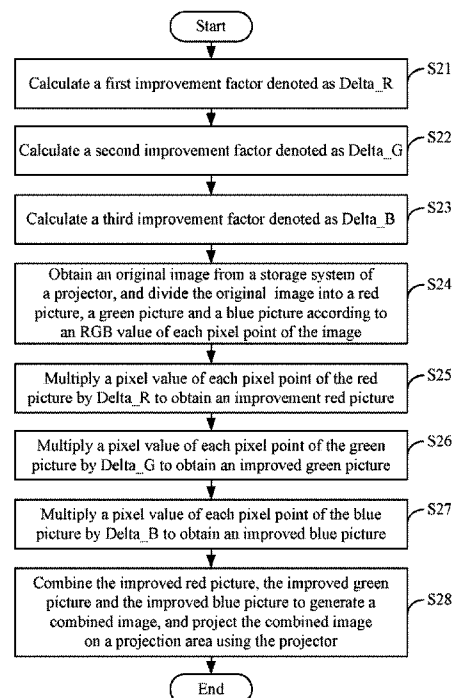 Start
Calculate a first improvement factor denoted as Delta_R
S21
Calculate a second improvement factor denoted as Delta_G
S22
Calculate a third improvement factor denoted as Delta_B
S23
Obtain an original image from a storage system of
a projector, and divide the original image into a red
picture, a green picture and a blue picture according to
an RGB value of each pixel point of the image
S24
Multiply a pixel value of each pixel point of the red
picture by Delta_R to obtain an improvement red picture
S25
Multiply a pixel value of each pixel point of the green
picture by Delta_G to obtain an improved green picture
S26
Multiply a pixel value of each pixel point of the blue
picture by Delta_B to obtain an improved blue picture
S27
Combine the improved red picture, the improved green
picture and the improved blue picture to generate a
combined image, and project the combined image
on a projection area using the projector
S28
End